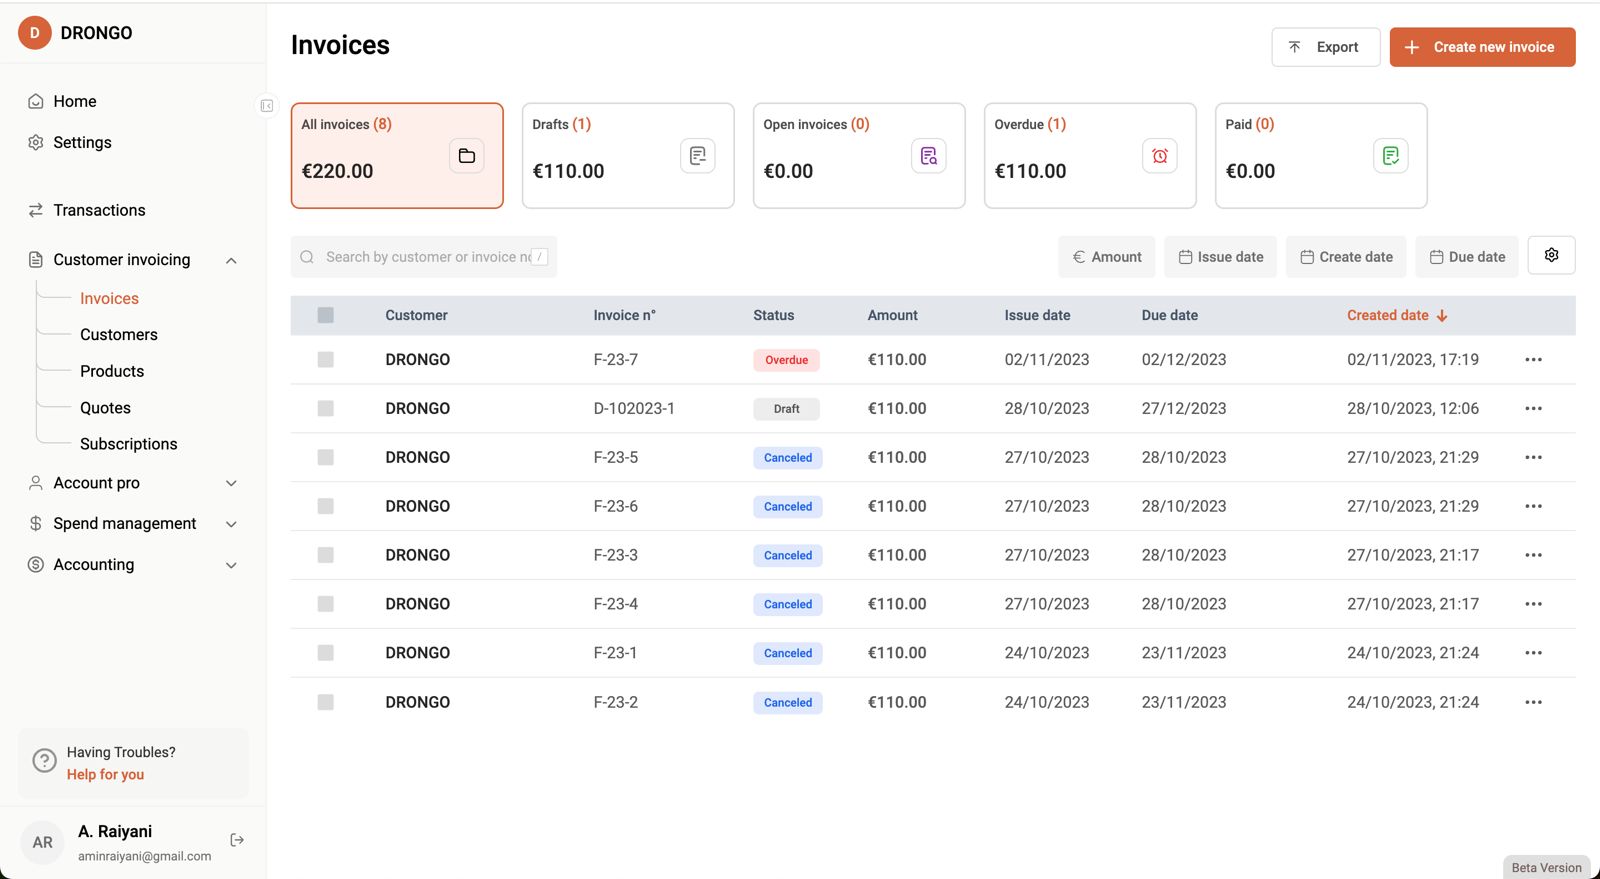 D DRONGO
Home
Settings
Transactions
Customer invoicing
Invoices
Customers
Products
Quotes
Subscriptions
Account pro
Spend management
Accounting
Having Troubles?
Help for you
AR
A. Raiyani
aminraiyani@gmail.com
Invoices
Export
Create new invoice
All invoices (8)
€220.00
Drafts (1)
€110.00
Open invoices (0)
€0.00
Overdue (1)
€110.00
Paid (0)
€0.00
Search by customer or invoice n /
€ Amount
Issue date
Create date
Due date
Customer Invoice n° Status Amount Issue date Due date Created date
DRONGO F-23-7 Overdue €110.00 02/11/2023 02/12/2023 02/11/2023, 17:19
DRONGO D-102023-1 Draft €110.00 28/10/2023 27/12/2023 28/10/2023, 12:06
DRONGO F-23-5 Canceled €110.00 27/10/2023 28/10/2023 27/10/2023, 21:29
DRONGO F-23-6 Canceled €110.00 27/10/2023 28/10/2023 27/10/2023, 21:29
DRONGO F-23-3 Canceled €110.00 27/10/2023 28/10/2023 27/10/2023, 21:17
DRONGO F-23-4 Canceled €110.00 27/10/2023 28/10/2023 27/10/2023, 21:17
DRONGO F-23-1 Canceled €110.00 24/10/2023 23/11/2023 24/10/2023, 21:24
DRONGO F-23-2 Canceled €110.00 24/10/2023 23/11/2023 24/10/2023, 21:24
Beta Version